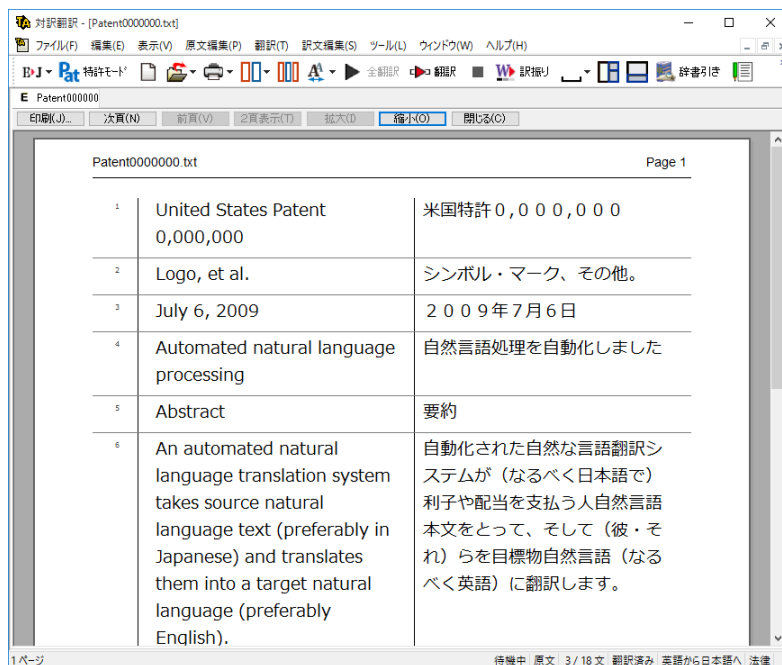 対訳翻訳 - [Patent0000000.txt]
ファイル(F) 編集(E) 表示(V) 原文編集(P) 翻訳(T) 訳文編集(S) ツール(L) ウインドウ(W) ヘルプ(H)
E▸J Pat 特許モード 全翻訳 翻訳 W 訳振り 辞書引き
E Patent000000
印刷(J)... 次頁(N) 前頁(V) 2頁表示(T) 拡大(I) 縮小(O) 閉じる(C)
Patent0000000.txt Page 1
1 United States Patent 米国特許０,０００,０００
0,000,000
2 Logo, et al. シンボル・マーク、その他。
3 July 6, 2009 ２００９年７月６日
4 Automated natural language 自然言語処理を自動化しました
processing
5 Abstract 要約
6 An automated natural 自動化された自然な言語翻訳シ
language translation system ステムが（なるべく日本語で）
takes source natural 利子や配当を支払う人自然言語
language text (preferably in 本文をとって、そして（彼・そ
Japanese) and translates れ）らを目標物自然言語（なる
them into a target natural べく英語）に翻訳します。
language (preferably
English).
1ページ 待機中 原文 3 / 18 文 翻訳済み 英語から日本語へ 法律